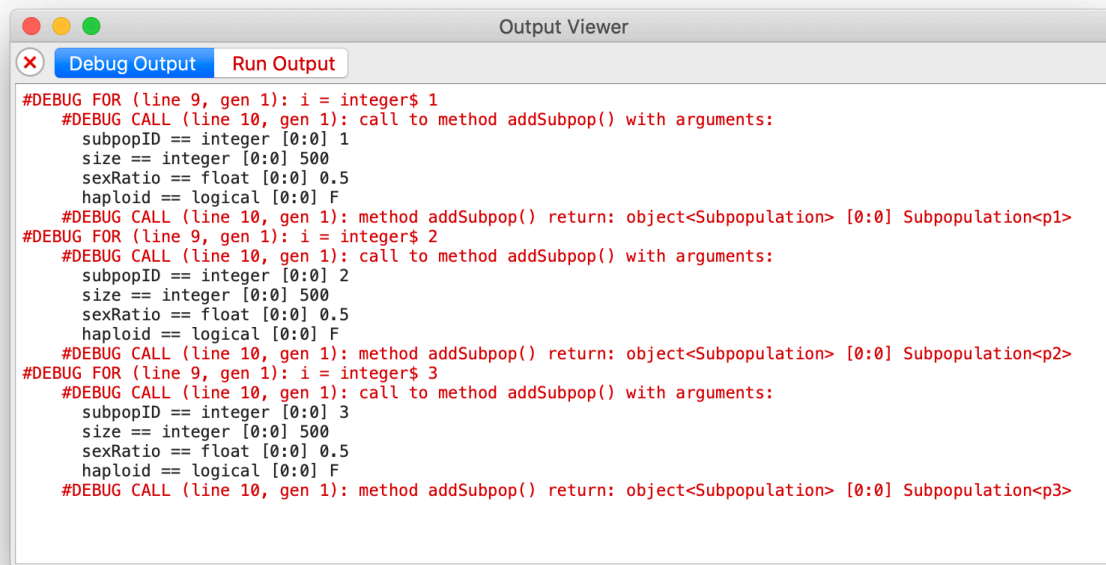 Output Viewer
Debug Output Run Output
#DEBUG FOR (line 9, gen 1): i = integer$ 1
#DEBUG CALL (line 10, gen 1): call to method addSubpop() with arguments:
subpopID == integer [0:0] 1
size == integer [0:0] 500
sexRatio == float [0:0] 0.5
haploid == logical [0:0] F
#DEBUG CALL (line 10, gen 1): method addSubpop() return: object<Subpopulation> [0:0] Subpopulation<p1>
#DEBUG FOR (line 9, gen 1): i = integer$ 2
#DEBUG CALL (line 10, gen 1): call to method addSubpop() with arguments:
subpopID == integer [0:0] 2
size == integer [0:0] 500
sexRatio == float [0:0] 0.5
haploid == logical [0:0] F
#DEBUG CALL (line 10, gen 1): method addSubpop() return: object<Subpopulation> [0:0] Subpopulation<p2>
#DEBUG FOR (line 9, gen 1): i = integer$ 3
#DEBUG CALL (line 10, gen 1): call to method addSubpop() with arguments:
subpopID == integer [0:0] 3
size == integer [0:0] 500
sexRatio == float [0:0] 0.5
haploid == logical [0:0] F
#DEBUG CALL (line 10, gen 1): method addSubpop() return: object<Subpopulation> [0:0] Subpopulation<p3>